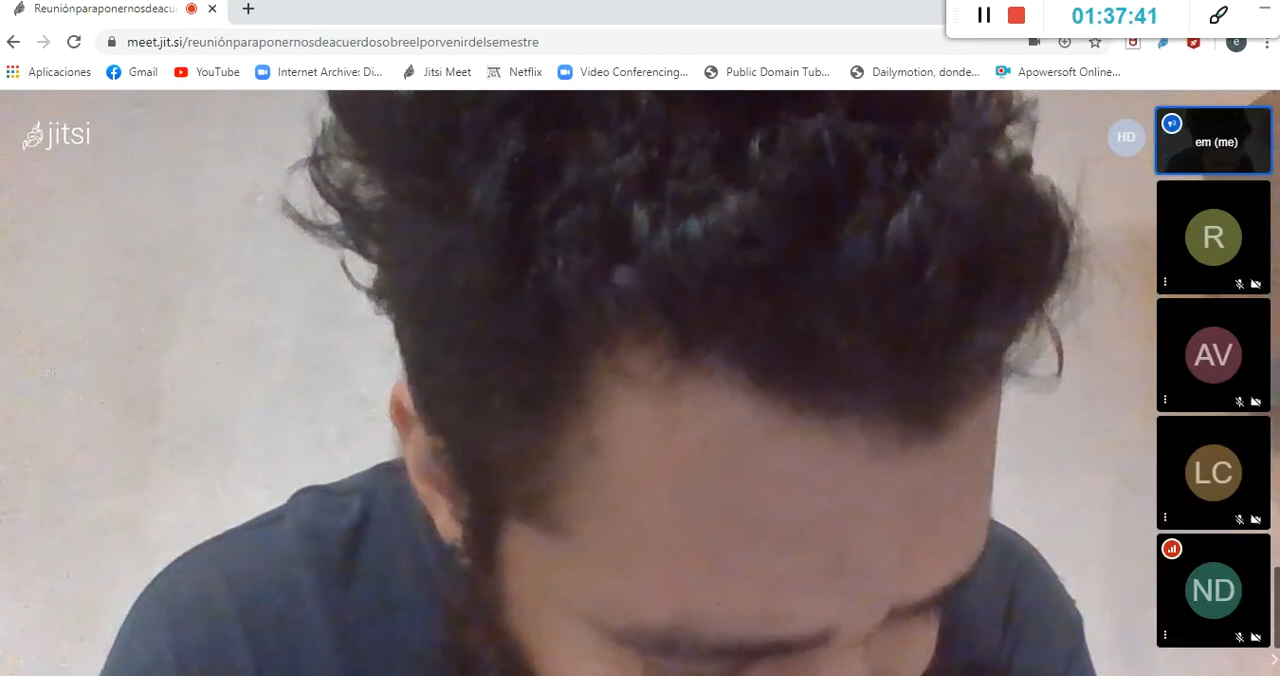 Reuniónparaponernosdeacu
01:37:41
meet.jit.si/reuniónparaponernosdeacuerdosobreelporvenirdelsemestre
e
Aplicaciones Gmail YouTube Internet Archive: Di... Jitsi Meet Netflix Video Conferencing... Public Domain Tub... Dailymotion, donde... Apowersoft Online...
jitsi
HD
em (me)
R
AV
LC
ND